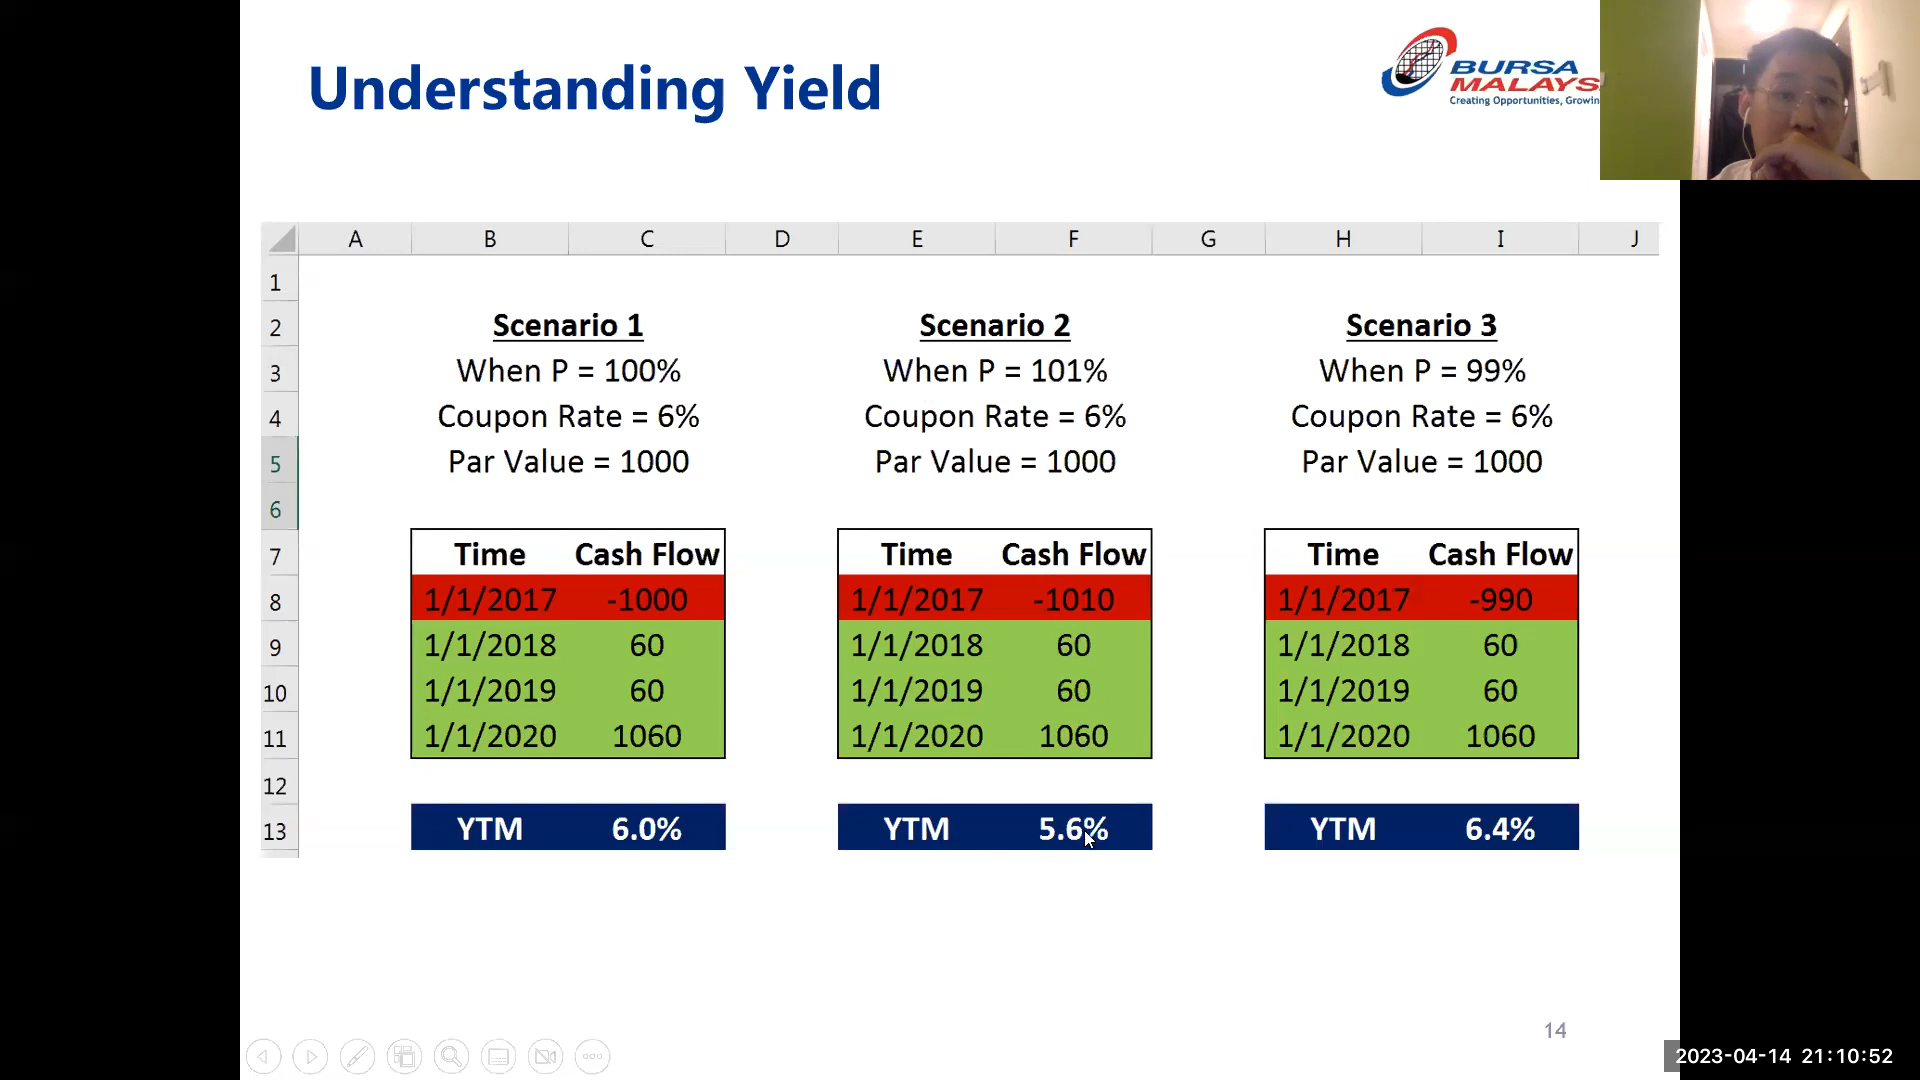 Understanding Yield
BURSA
MALAYS
Creating Opportunities, Growin
A B C D E F G H I J
1
2 Scenario 1 Scenario 2 Scenario 3
3 When P = 100% When P = 101% When P = 99%
4 Coupon Rate = 6% Coupon Rate = 6% Coupon Rate = 6%
5 Par Value = 1000 Par Value = 1000 Par Value = 1000
6
7 Time Cash Flow Time Cash Flow Time Cash Flow
8 1/1/2017 -1000 1/1/2017 -1010 1/1/2017 -990
9 1/1/2018 60 1/1/2018 60 1/1/2018 60
10 1/1/2019 60 1/1/2019 60 1/1/2019 60
11 1/1/2020 1060 1/1/2020 1060 1/1/2020 1060
12
13 YTM 6.0% YTM 5.6% YTM 6.4%
14
2023-04-14 21:10:52